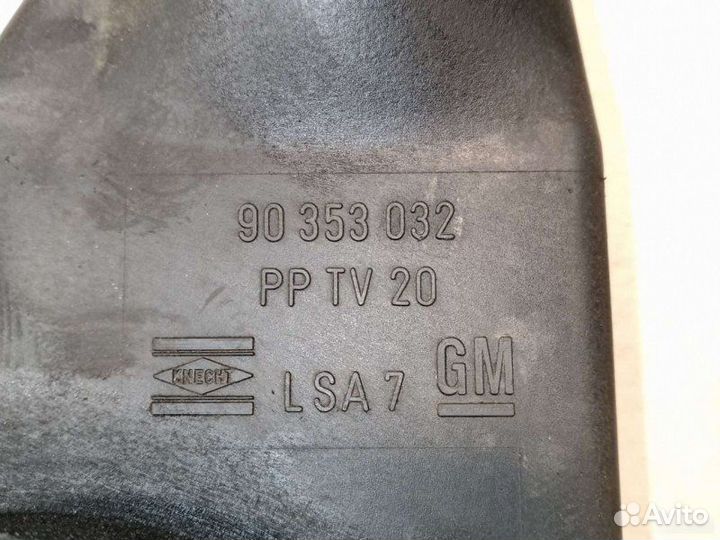 90 353 032
PP TV 20
KNECHT LSA 7 GM
Avito